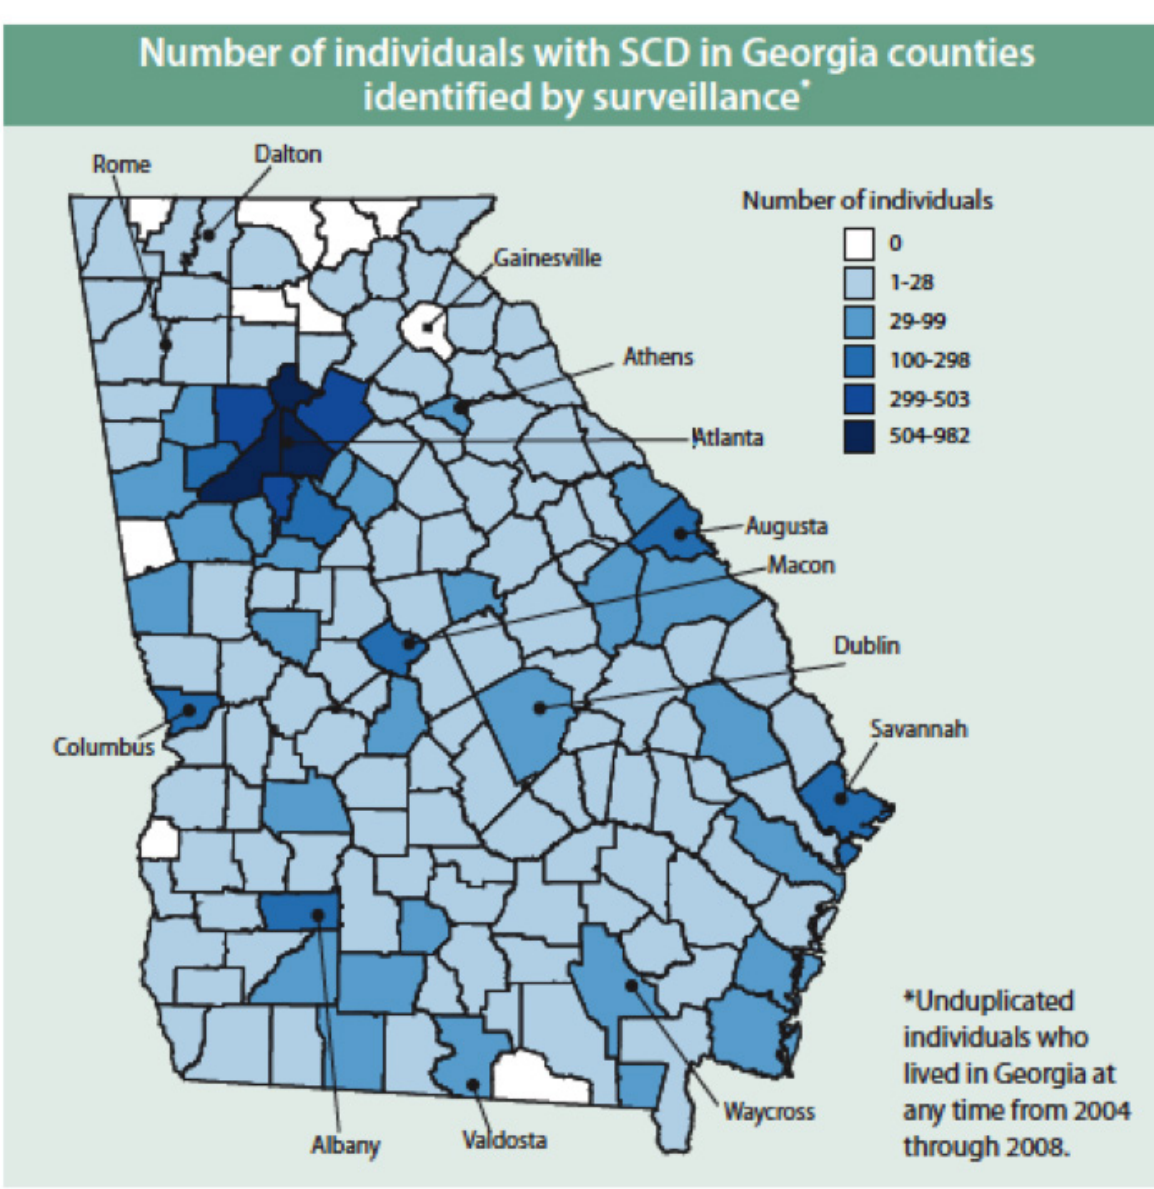 Number of individuals with SCD in Georgia counties
identified by surveillance*
Rome
Dalton
Number of individuals
0
1-28
29-99
100-298
299-503
504-982
Gainesville
Athens
Atlanta
Augusta
Macon
Dublin
Savannah
Columbus
*Unduplicated
individuals who
lived in Georgia at
any time from 2004
through 2008.
Waycross
Valdosta
Albany